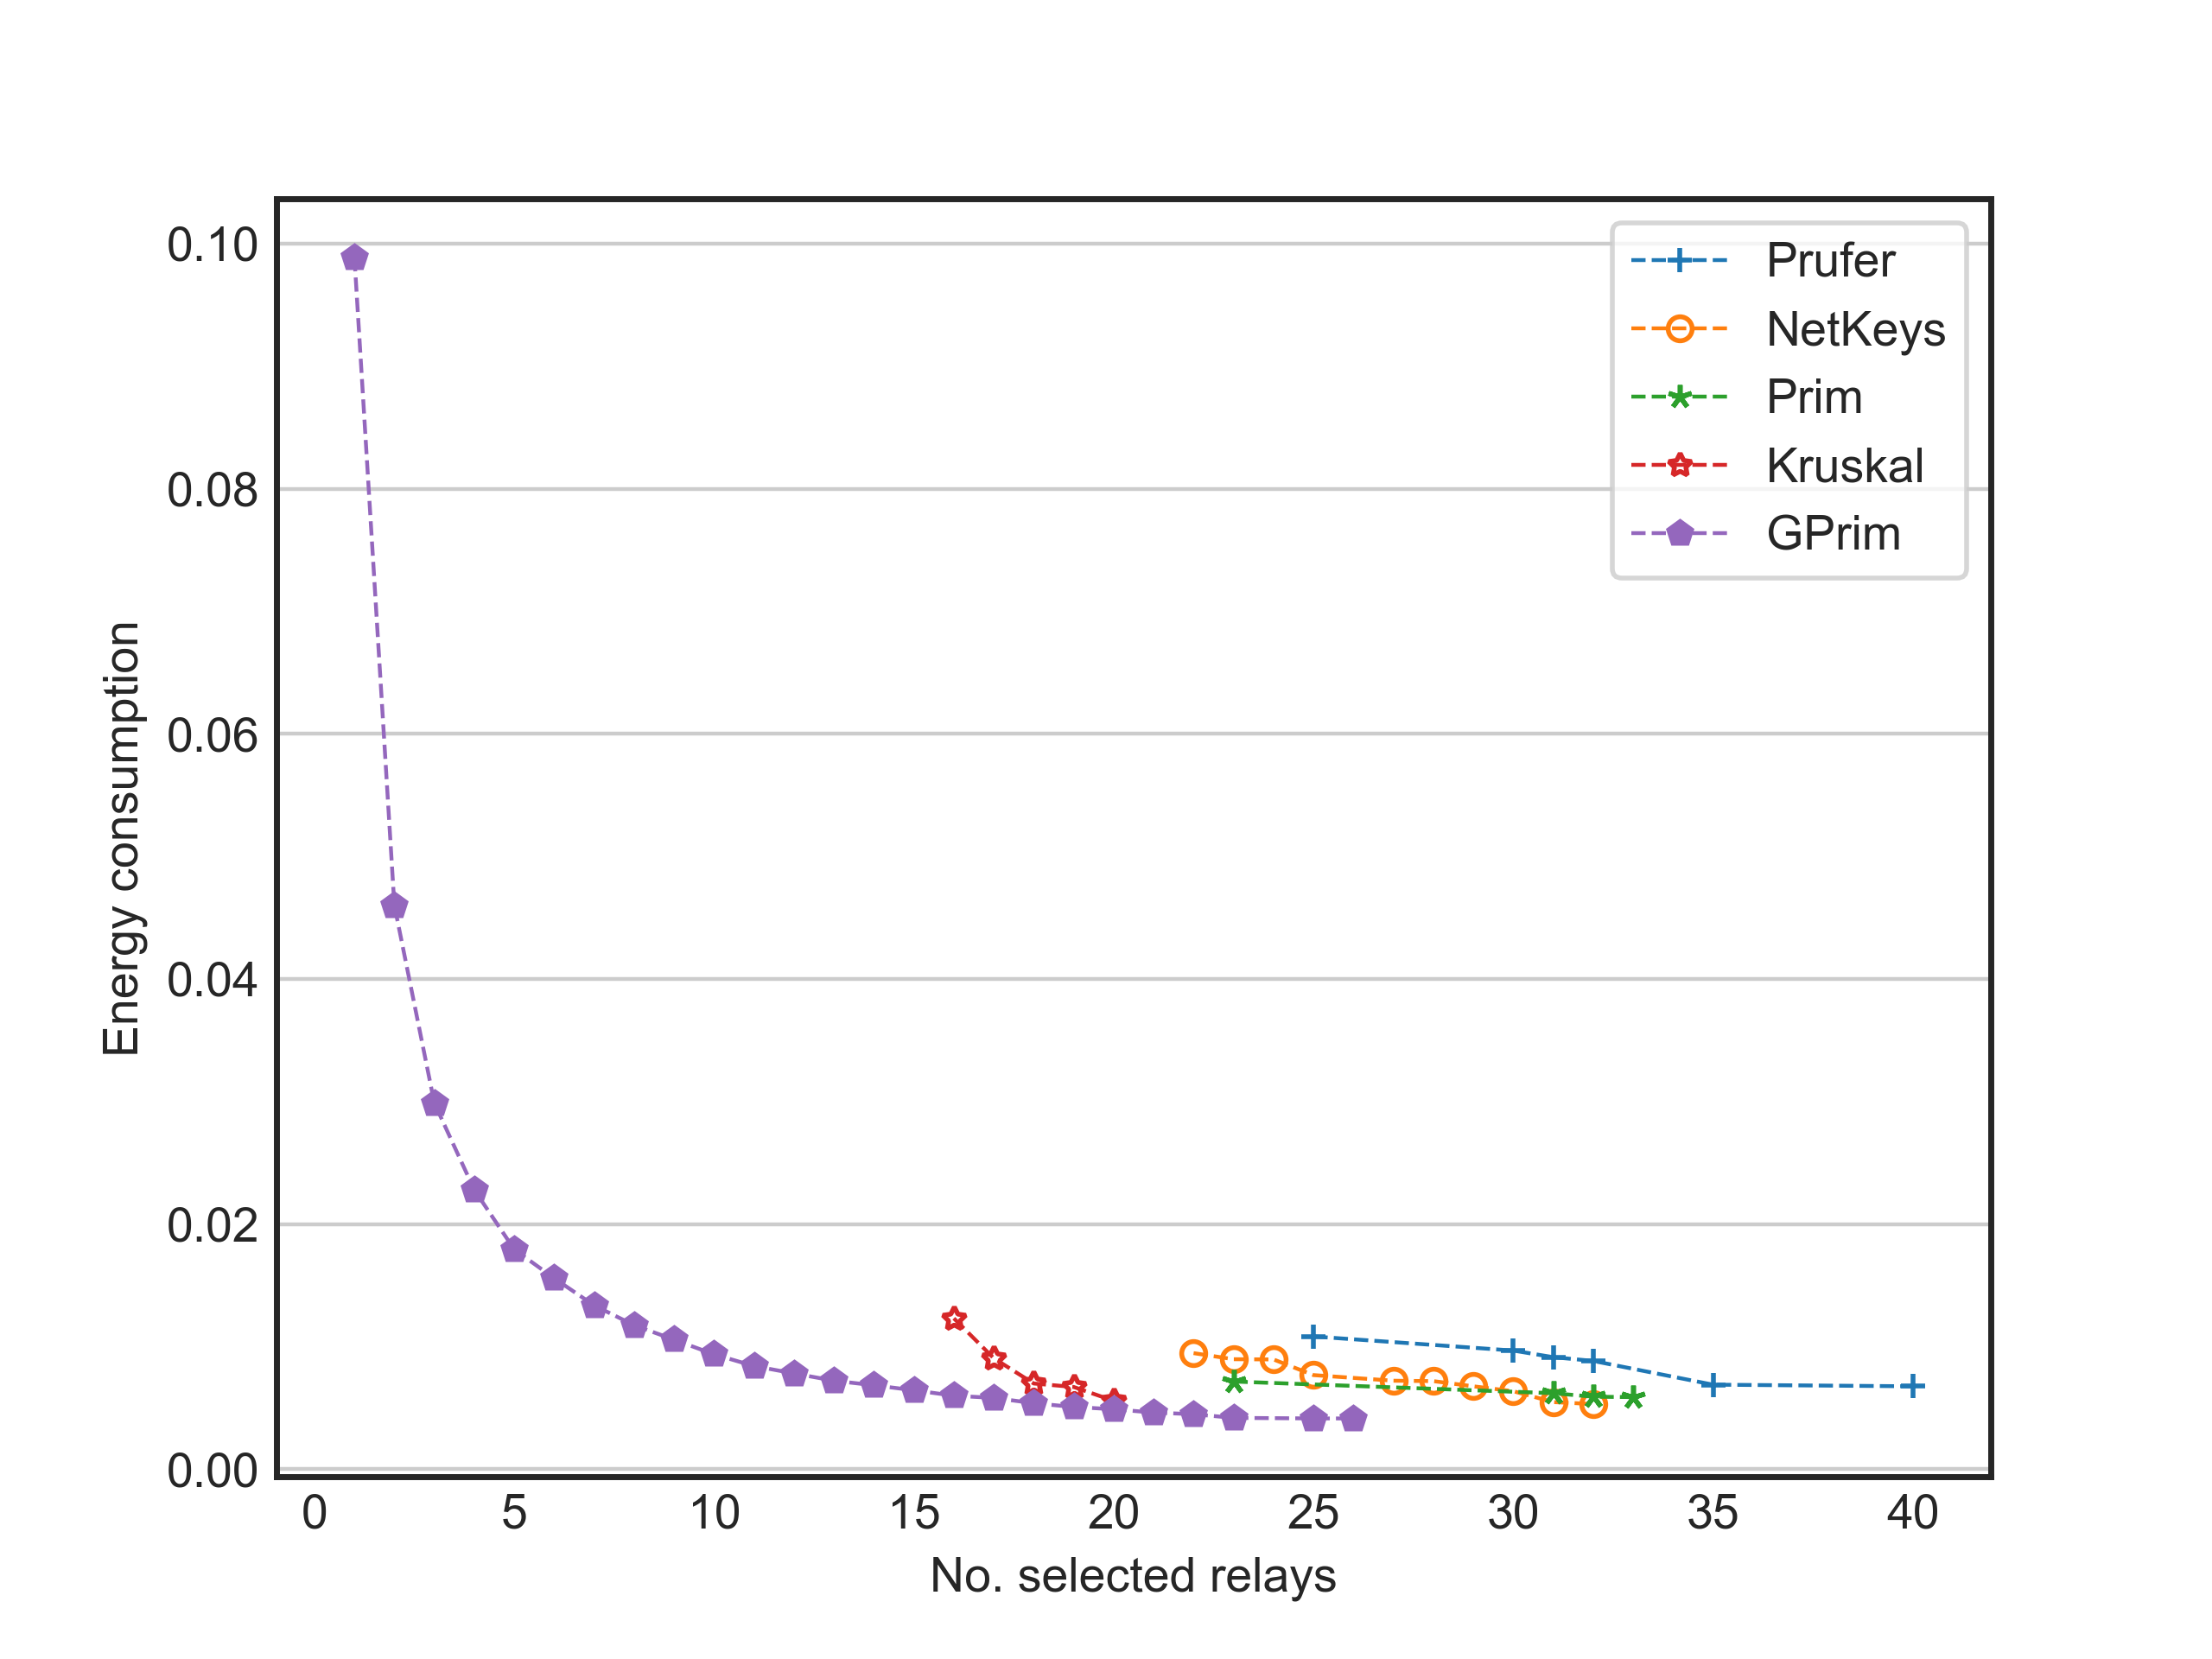 Prufer
NetKeys
Prim
Kruskal
GPrim
Energy consumption
0.10
0.08
0.06
0.04
0.02
0.00
0 5 10 15 20 25 30 35 40
No. selected relays